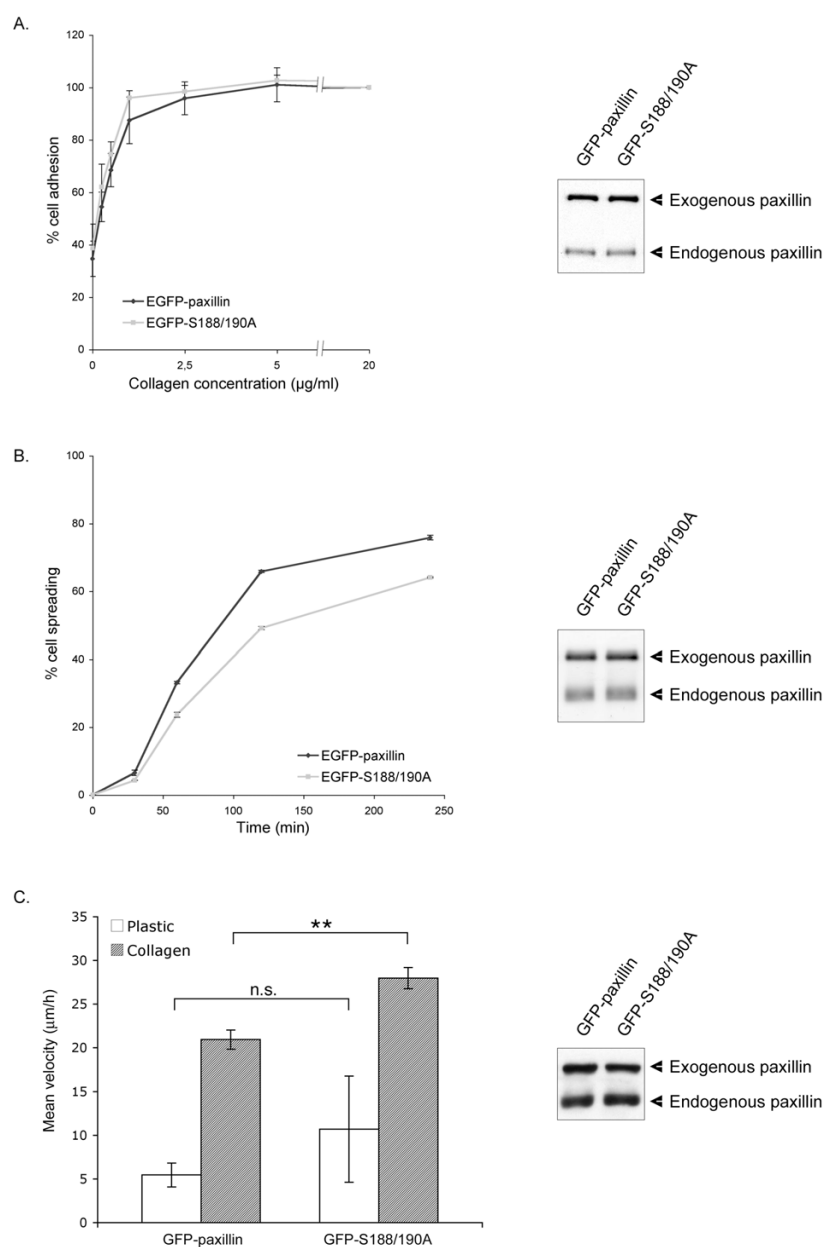 A.
% cell adhesion
120
100
80
60
40
20
0
EGFP-paxillin
EGFP-S188/190A
0 2,5 5 20
Collagen concentration (µg/ml)
GFP-paxillin
GFP-S188/190A
Exogenous paxillin
Endogenous paxillin
B.
% cell spreading
100
80
60
40
20
0
EGFP-paxillin
EGFP-S188/190A
0 50 100 150 200 250
Time (min)
GFP-paxillin
GFP-S188/190A
Exogenous paxillin
Endogenous paxillin
C.
Mean velocity (µm/h)
35
30
25
20
15
10
5
0
Plastic
Collagen
**
n.s.
GFP-paxillin GFP-S188/190A
GFP-paxillin
GFP-S188/190A
Exogenous paxillin
Endogenous paxillin